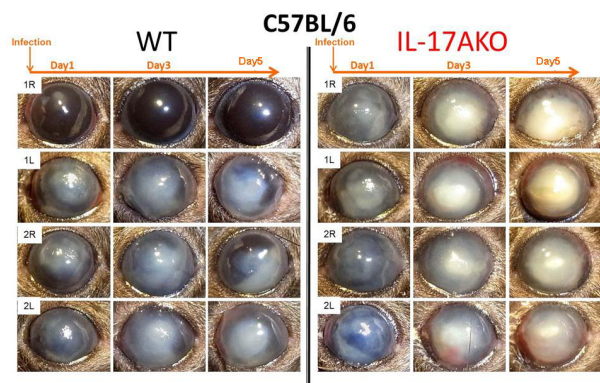 C57BL/6
WT
IL-17AKO
Infection
Day1
Day3
Day5
Infection
Day1
Day3
Day5
1R
1L
2R
2L
1R
1L
2R
2L